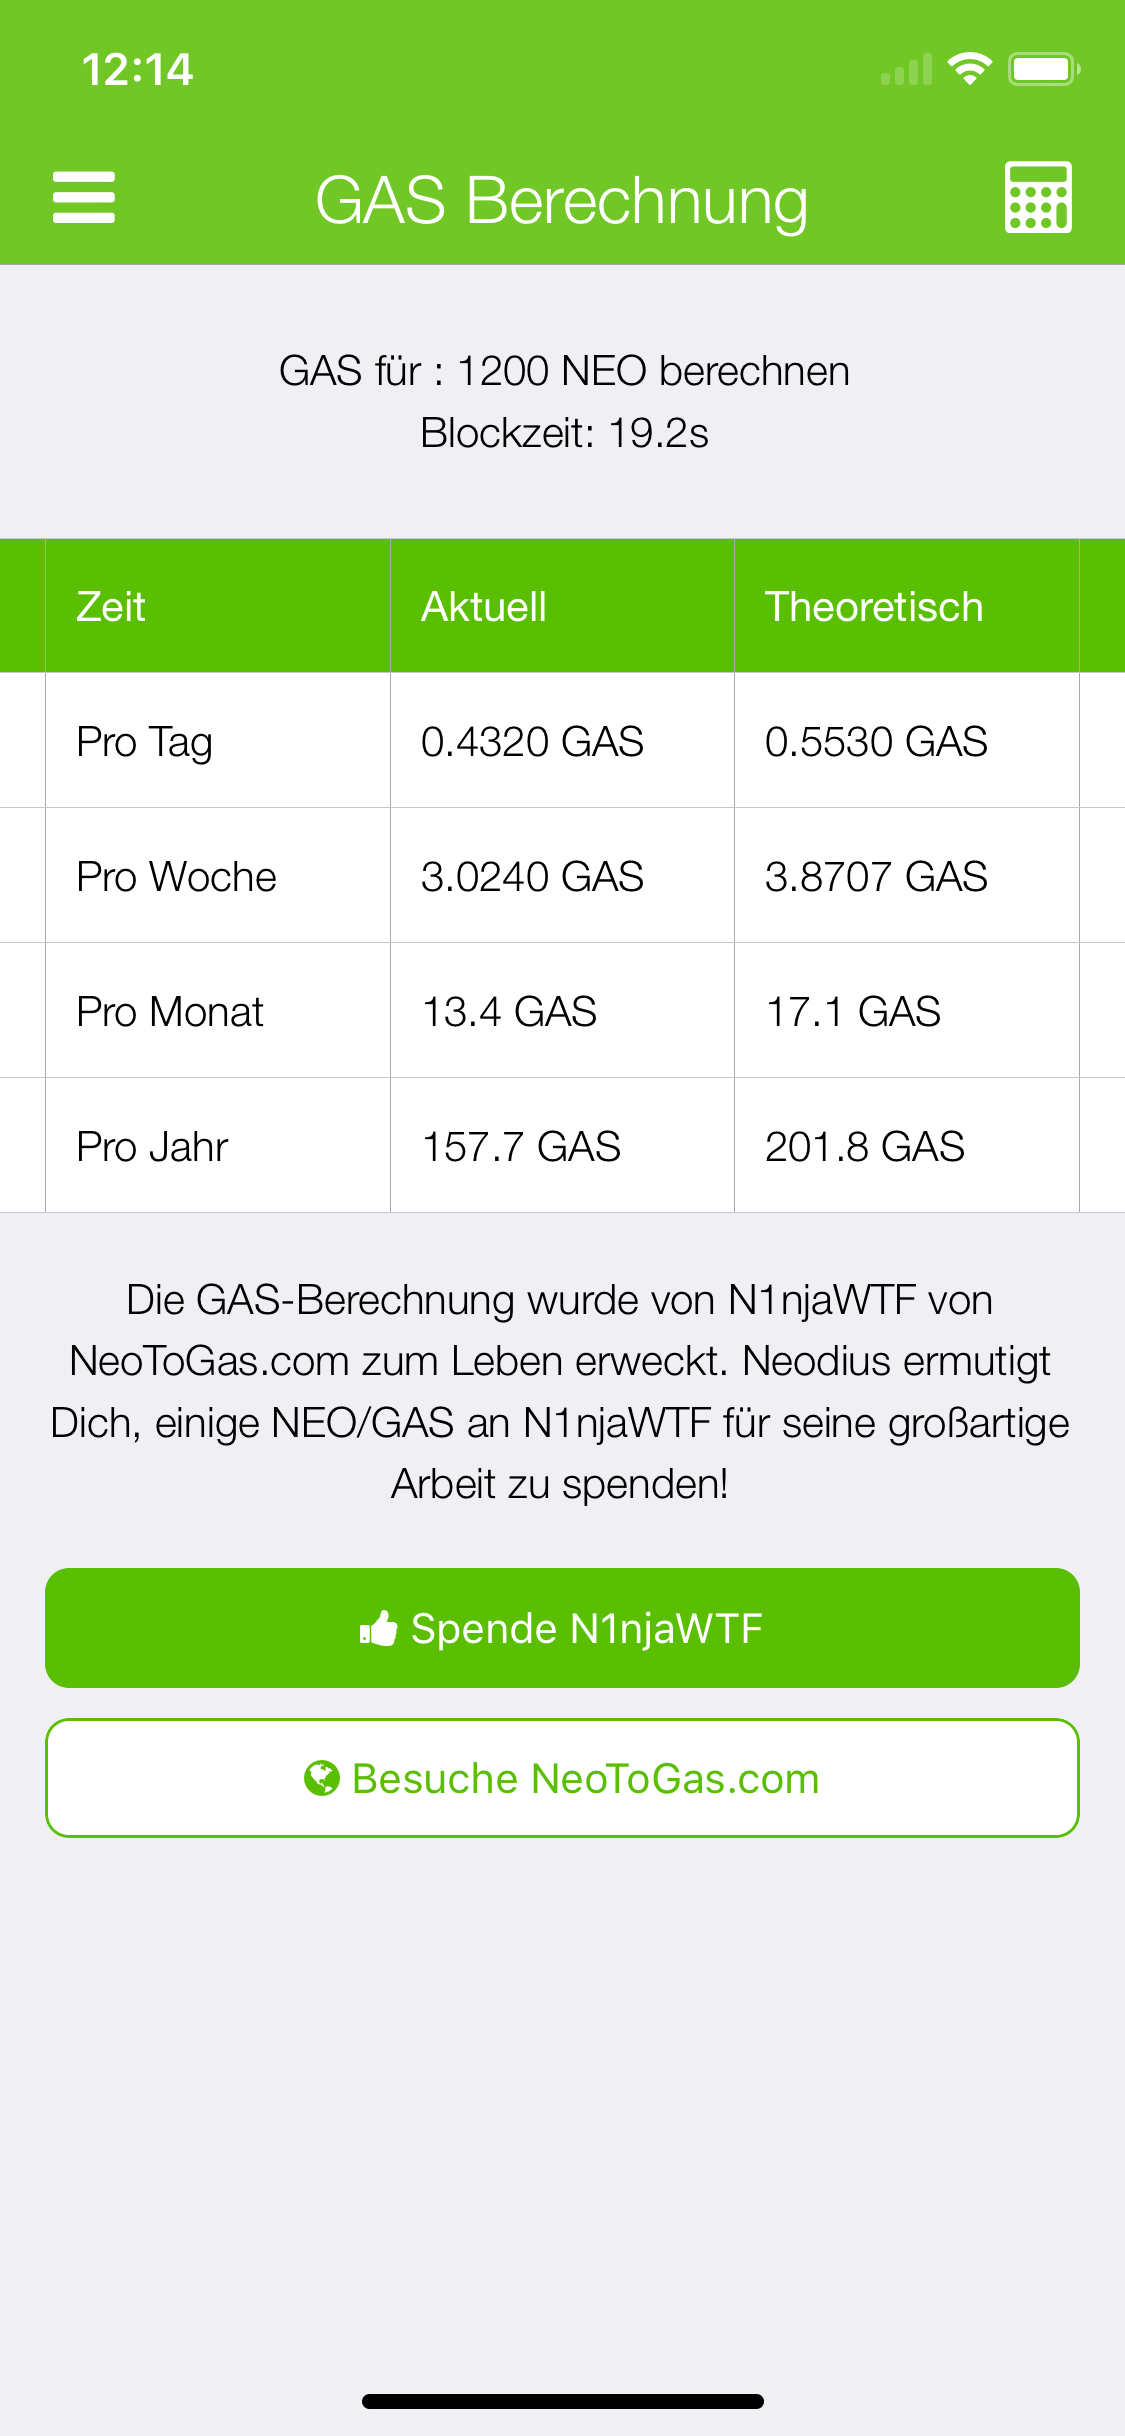 12:14
GAS Berechnung
GAS für : 1200 NEO berechnen
Blockzeit: 19.2s
Zeit Aktuell Theoretisch
Pro Tag 0.4320 GAS 0.5530 GAS
Pro Woche 3.0240 GAS 3.8707 GAS
Pro Monat 13.4 GAS 17.1 GAS
Pro Jahr 157.7 GAS 201.8 GAS
Die GAS-Berechnung wurde von N1njaWTF von
NeoToGas.com zum Leben erweckt. Neodius ermutigt
Dich, einige NEO/GAS an N1njaWTF für seine großartige
Arbeit zu spenden!
Spende N1njaWTF
Besuche NeoToGas.com